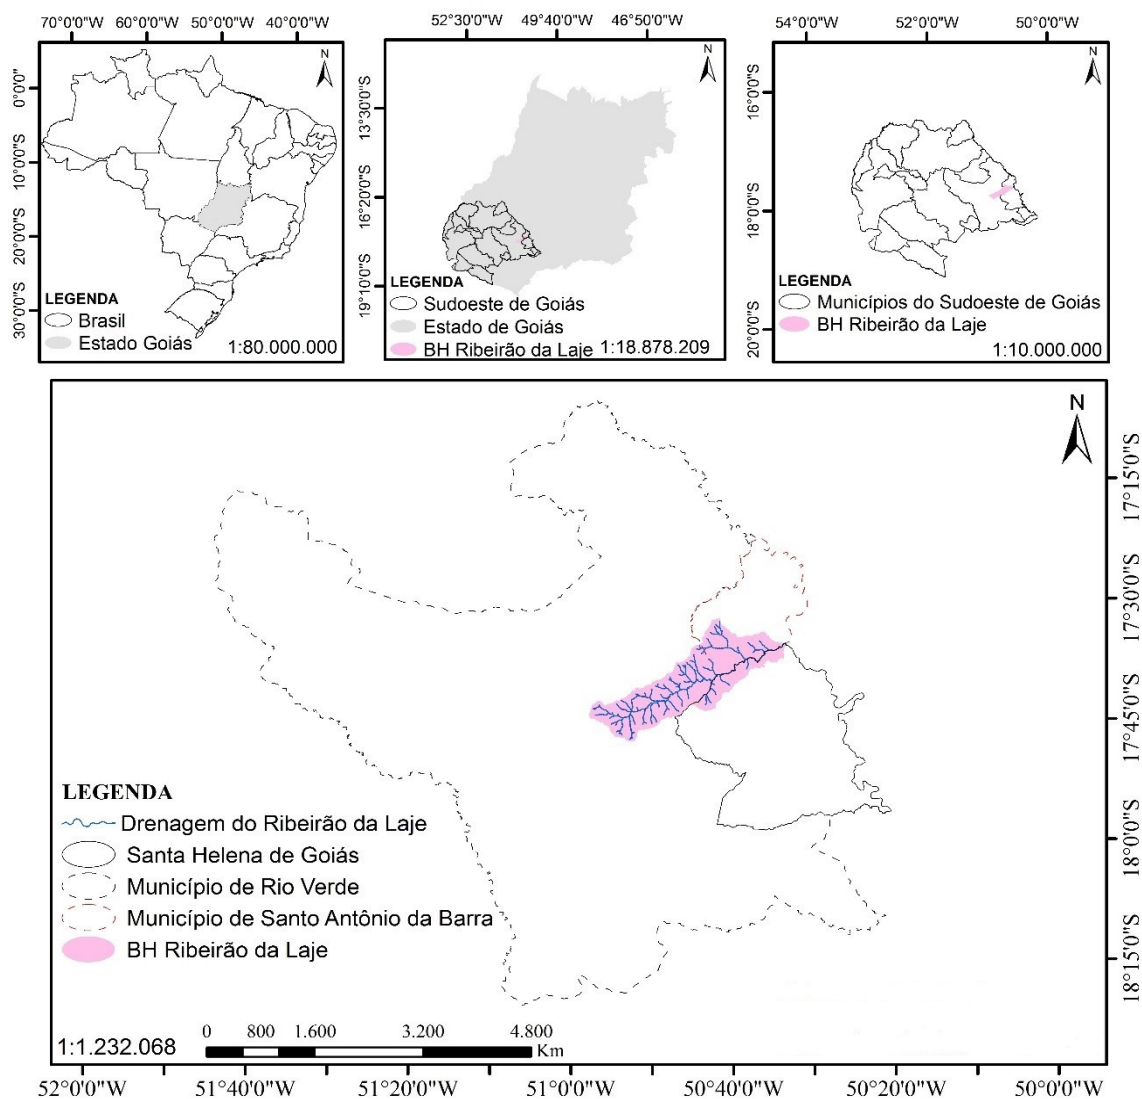 70°0'0"W 60°0'0"W 50°0'0"W 40°0'0"W
N
0°0'0"
10°0'0"S
20°0'0"S
30°0'0"S
LEGENDA
Brasil
Estado Goiás
1:80.000.000
52°30'0"W 49°40'0"W 46°50'0"W
N
13°30'0"S
16°20'0"S
19°10'0"S
LEGENDA
Sudoeste de Goiás
Estado de Goiás
BH Ribeirão da Laje 1:18.878.209
54°0'0"W 52°0'0"W 50°0'0"W
N
16°0'0"S
18°0'0"S
20°0'0"S
LEGENDA
Municípios do Sudoeste de Goiás
BH Ribeirão da Laje
1:10.000.000
N
17°15'0"S
17°30'0"S
17°45'0"S
18°0'0"S
18°15'0"S
LEGENDA
Drenagem do Ribeirão da Laje
Santa Helena de Goiás
Município de Rio Verde
Município de Santo Antônio da Barra
BH Ribeirão da Laje
0 800 1.600 3.200 4.800
Km
1:1.232.068
52°0'0"W 51°40'0"W 51°20'0"W 51°0'0"W 50°40'0"W 50°20'0"W 50°0'0"W